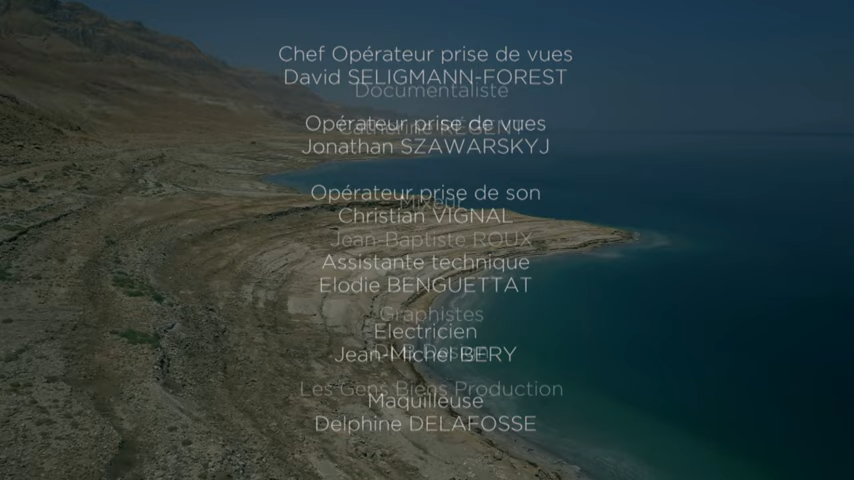 Chef Opérateur prise de vues
David SELIGMANN-FOREST
Documentaliste
Opérateur prise de vues
Catherine RÉGENT
Jonathan SZAWARSKYJ
Opérateur prise de son
Christian VIGNAL
Jean-Baptiste ROUX
Assistante technique
Elodie BENGUETTAT
Graphistes
Electricien
Jean-Michel BERY
Les Gens Biens Production
Maquilleuse
Delphine DELAFOSSE